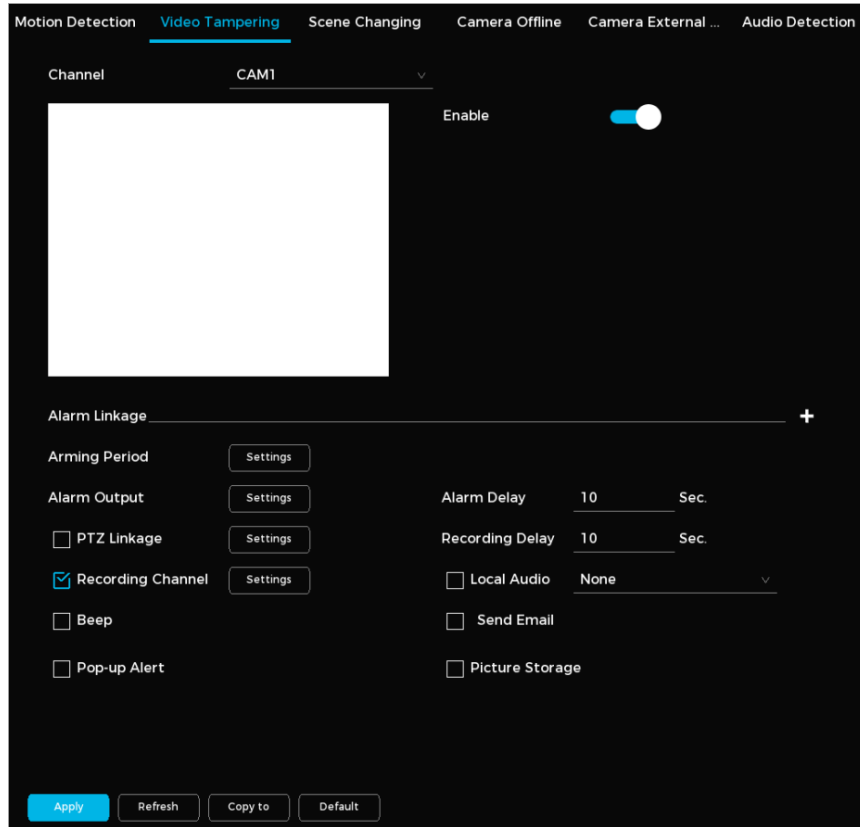 Motion Detection Video Tampering Scene Changing Camera Offline Camera External ... Audio Detection
Channel CAM1
Enable
Alarm Linkage
Arming Period Settings
Alarm Output Settings Alarm Delay 10 Sec.
PTZ Linkage Settings Recording Delay 10 Sec.
Recording Channel Settings Local Audio None
Beep Send Email
Pop-up Alert Picture Storage
Apply Refresh Copy to Default